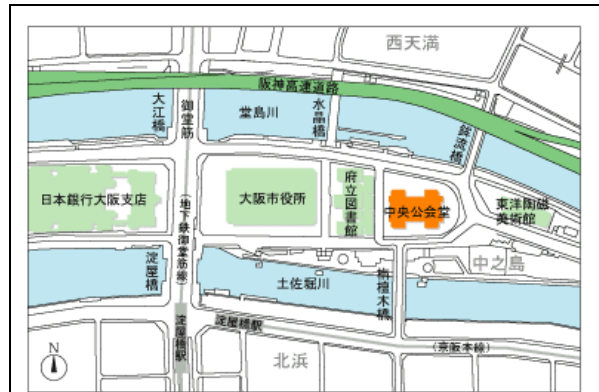 西天満
阪神高速道路
大江橋
御堂筋
堂島川
水晶橋
鉾流橋
日本銀行大阪支店
(地下鉄御堂筋線)
大阪市役所
府立図書館
中央公会堂
東洋陶磁
美術館
中之島
淀屋橋
土佐堀川
栴檀木橋
淀屋橋駅
淀屋橋駅
(京阪本線)
北浜
N